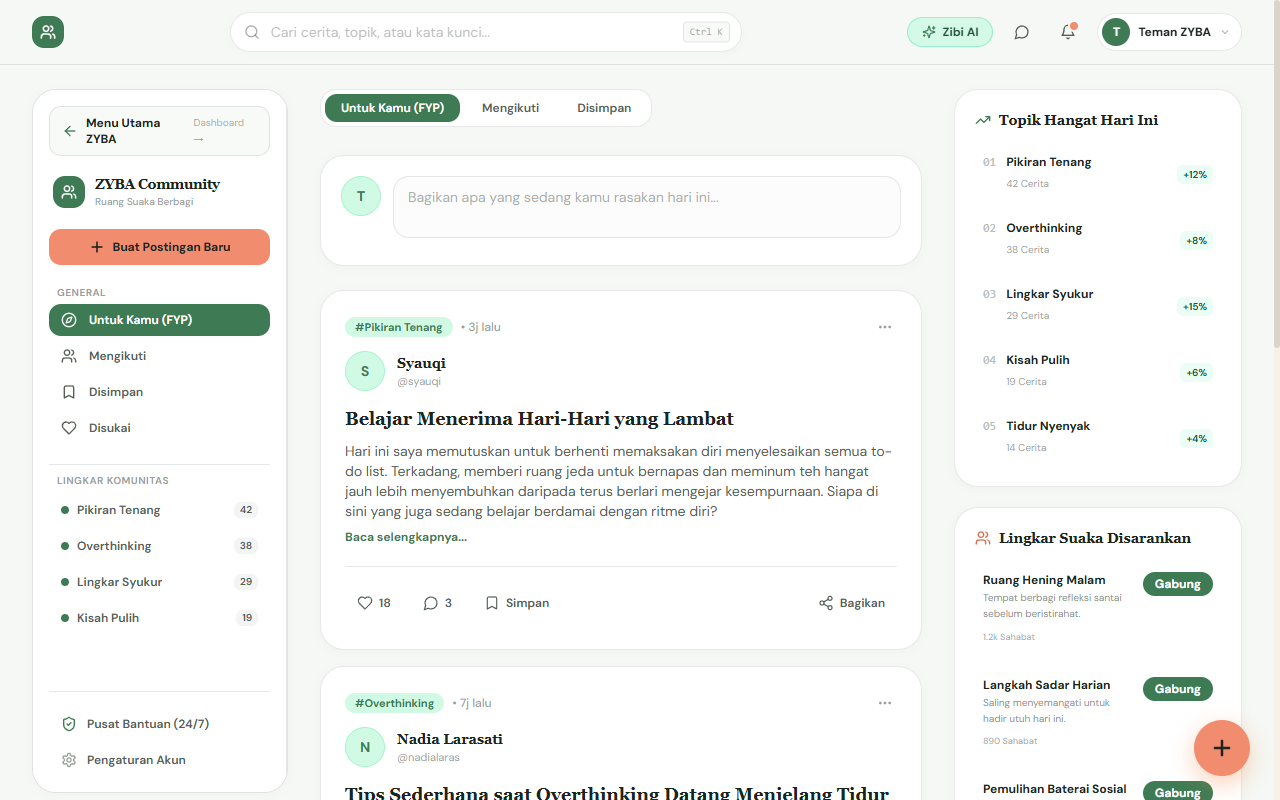 Cari cerita, topik, atau kata kunci...
Ctrl K
Zibi AI
T
Teman ZYBA
Menu Utama
ZYBA
Dashboard
→
ZYBA Community
Ruang Suaka Berbagi
Buat Postingan Baru
GENERAL
Untuk Kamu (FYP)
Mengikuti
Disimpan
Disukai
LINGKAR KOMUNITAS
Pikiran Tenang 42
Overthinking 38
Lingkar Syukur 29
Kisah Pulih 19
Pusat Bantuan (24/7)
Pengaturan Akun
Untuk Kamu (FYP) Mengikuti Disimpan
T
Bagikan apa yang sedang kamu rasakan hari ini...
#Pikiran Tenang • 3j lalu
S
Syauqi
@syauqi
Belajar Menerima Hari-Hari yang Lambat
Hari ini saya memutuskan untuk berhenti memaksakan diri menyelesaikan semua to-
do list. Terkadang, memberi ruang jeda untuk bernapas dan meminum teh hangat
jauh lebih menyembuhkan daripada terus berlari mengejar kesempurnaan. Siapa di
sini yang juga sedang belajar berdamai dengan ritme diri?
Baca selengkapnya...
18 3 Simpan Bagikan
#Overthinking • 7j lalu
N
Nadia Larasati
@nadialaras
Tips Sederhana saat Overthinking Datang Menjelang Tidur
Topik Hangat Hari Ini
01 Pikiran Tenang
42 Cerita
+12%
02 Overthinking
38 Cerita
+8%
03 Lingkar Syukur
29 Cerita
+15%
04 Kisah Pulih
19 Cerita
+6%
05 Tidur Nyenyak
14 Cerita
+4%
Lingkar Suaka Disarankan
Ruang Hening Malam
Tempat berbagi refleksi santai
sebelum beristirahat.
1.2k Sahabat
Gabung
Langkah Sadar Harian
Saling menyemangati untuk
hadir utuh hari ini.
890 Sahabat
Gabung
Pemulihan Baterai Sosial
Gabung